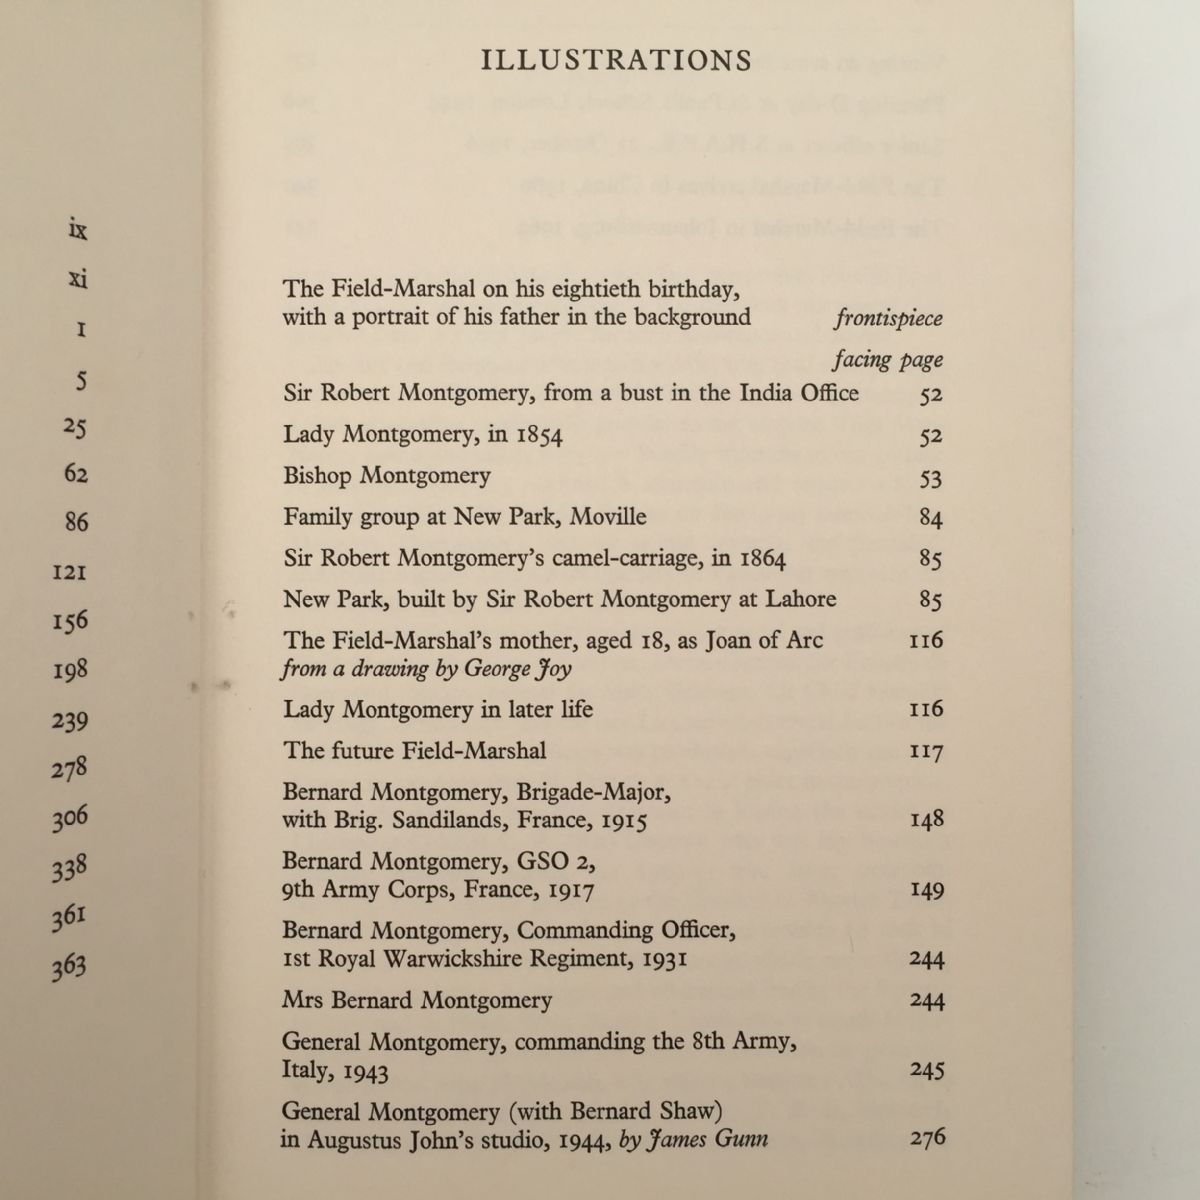 ix
xi
1
5
25
62
86
121
156
198
239
278
306
338
361
363
ILLUSTRATIONS
The Field-Marshal on his eightieth birthday,
with a portrait of his father in the background frontispiece
facing page
Sir Robert Montgomery, from a bust in the India Office 52
Lady Montgomery, in 1854 52
Bishop Montgomery 53
Family group at New Park, Moville 84
Sir Robert Montgomery's camel-carriage, in 1864 85
New Park, built by Sir Robert Montgomery at Lahore 85
The Field-Marshal's mother, aged 18, as Joan of Arc 116
from a drawing by George Joy
Lady Montgomery in later life 116
The future Field-Marshal 117
Bernard Montgomery, Brigade-Major,
with Brig. Sandilands, France, 1915 148
Bernard Montgomery, GSO 2,
9th Army Corps, France, 1917 149
Bernard Montgomery, Commanding Officer,
1st Royal Warwickshire Regiment, 1931 244
Mrs Bernard Montgomery 244
General Montgomery, commanding the 8th Army,
Italy, 1943 245
General Montgomery (with Bernard Shaw)
in Augustus John's studio, 1944, by James Gunn 276